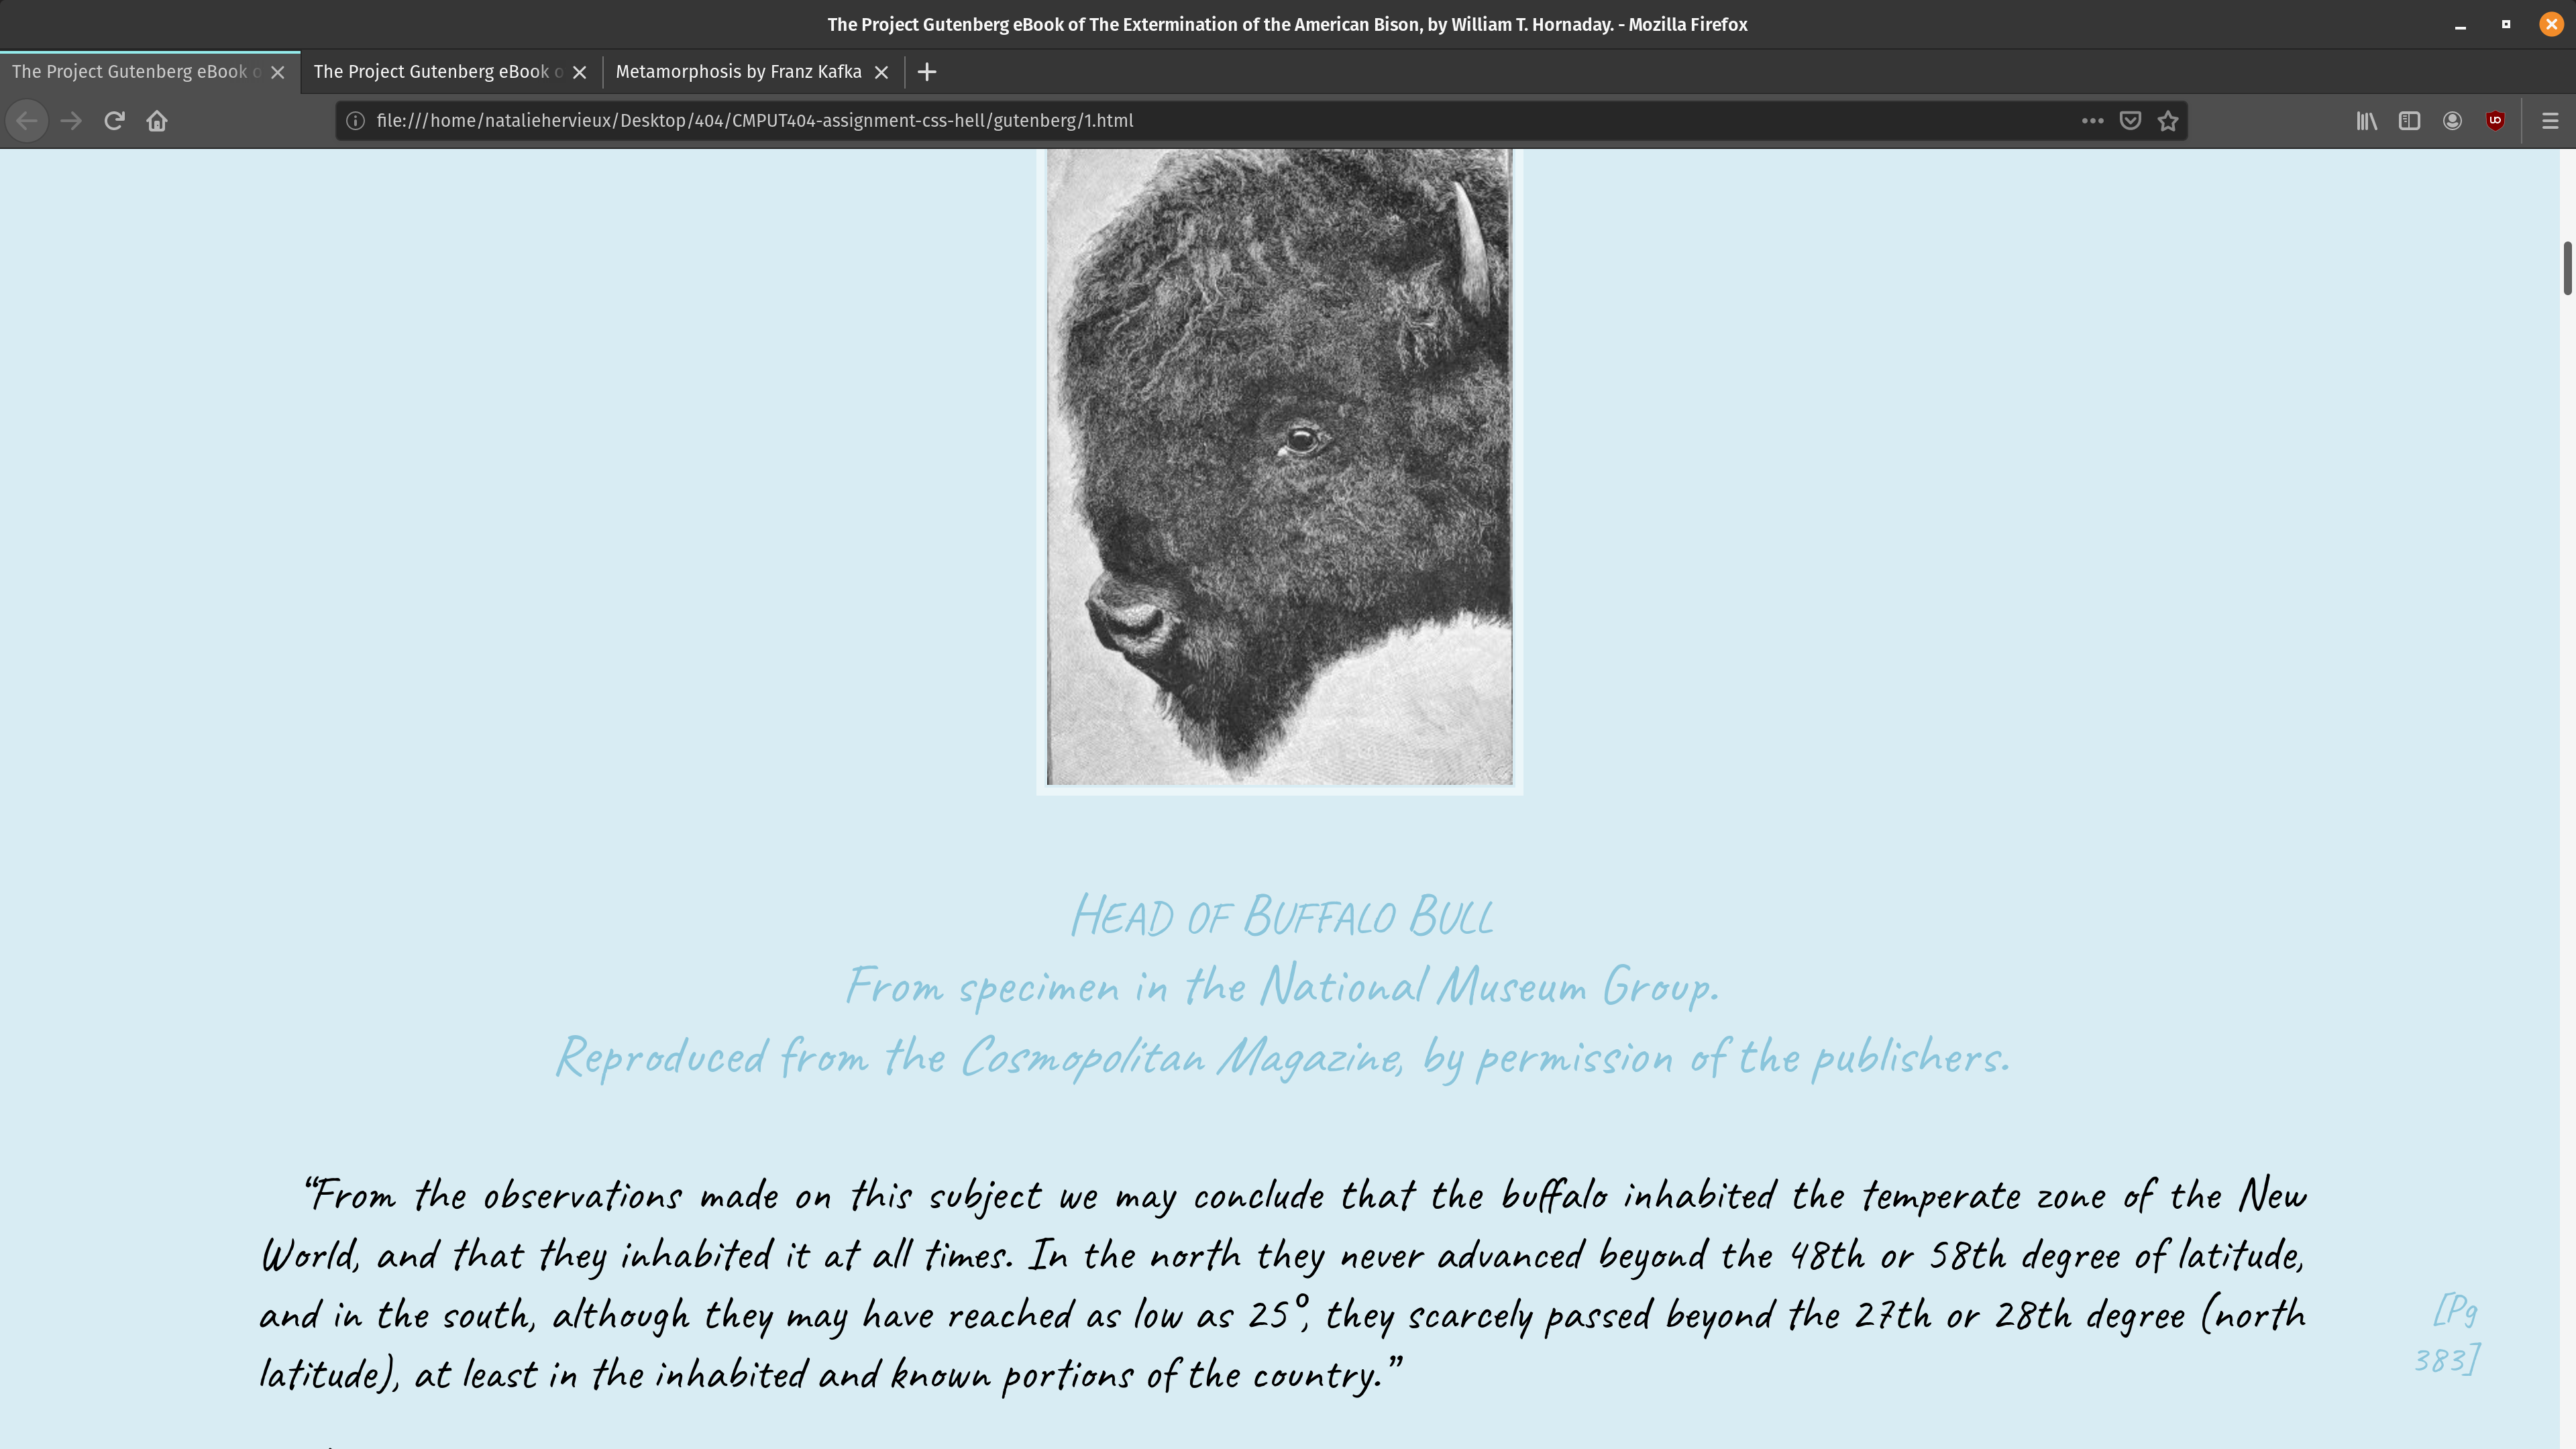 The Project Gutenberg eBook of The Extermination of the American Bison, by William T. Hornaday. - Mozilla Firefox
The Project Gutenberg eBook o
The Project Gutenberg eBook o
Metamorphosis by Franz Kafka
file:///home/nataliehervieux/Desktop/404/CMPUT404-assignment-css-hell/gutenberg/1.html
HEAD OF BUFFALO BULL
From specimen in the National Museum Group.
Reproduced from the Cosmopolitan Magazine, by permission of the publishers.
“From the observations made on this subject we may conclude that the buffalo inhabited the temperate zone of the New
World, and that they inhabited it at all times. In the north they never advanced beyond the 48th or 58th degree of latitude,
and in the south, although they may have reached as low as 25°, they scarcely passed beyond the 27th or 28th degree (north
latitude), at least in the inhabited and known portions of the country.”
[Pg
383]